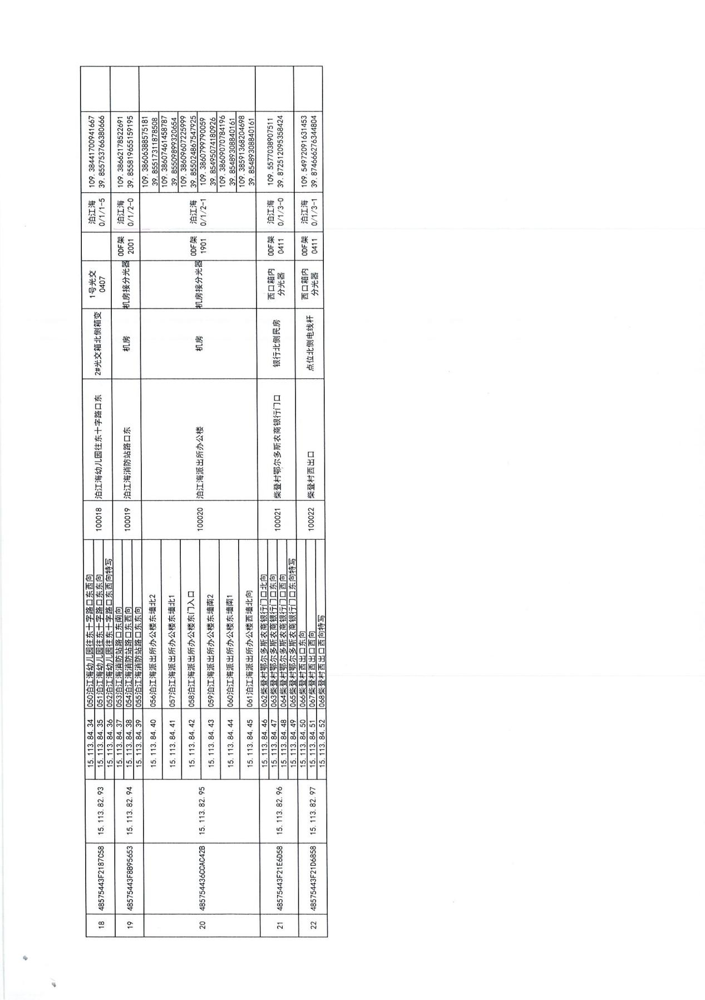 18
48575443F2187C58
15. 113. 82. 93
15. 113. 84. 34
050泊江海幼儿园往东十字路口东西向
15. 113. 84. 35
051泊江海幼儿园往东十字路口东东向
15. 113. 84. 36
052泊江海幼儿园往东十字路口东西向特写
100018
泊江海幼儿园往东十字路口东
2#光交箱北侧箱变
1号光交
0407
泊江海
0/1/1-5
109. 38441700941667
39. 855753766380666
19
48575443F8B95653
15. 113. 82. 94
15. 113. 84. 37
053泊江海消防站路口东南向
15. 113. 84. 38
054泊江海消防站路口东西向
15. 113. 84. 39
055泊江海消防站路口东东向
100019
泊江海消防站路口东
机房
机房接分光器
ODF架
2001
泊江海
0/1/2-0
109. 38662178522691
39. 855819655159195
20
485754436CCAC42B
15. 113. 82. 95
15. 113. 84. 40
056泊江海派出所办公楼东墙北2
15. 113. 84. 41
057泊江海派出所办公楼东墙北1
15. 113. 84. 42
058泊江海派出所办公楼东门入口
15. 113. 84. 43
059泊江海派出所办公楼东墙南2
15. 113. 84. 44
060泊江海派出所办公楼东墙南1
15. 113. 84. 45
061泊江海派出所办公楼西墙北向
100020
泊江海派出所办公楼
机房
机房接分光器
ODF架
1901
泊江海
0/1/2-1
109. 38606388575181
39. 85517311878508
109. 38607461458787
39. 85509899320654
109. 38609607225999
39. 855024867547925
109. 3860799790059
39. 85495074180926
109. 38609070784196
39. 85489308840161
109. 38591368204698
39. 85489308840161
21
48575443F21E6D58
15. 113. 82. 96
15. 113. 84. 46
062柴登村鄂尔多斯农商银行门口北向
15. 113. 84. 47
063柴登村鄂尔多斯农商银行门口东向
15. 113. 84. 48
064柴登村鄂尔多斯农商银行门口西向
15. 113. 84. 49
065柴登村鄂尔多斯农商银行门口东向特写
100021
柴登村鄂尔多斯农商银行门口
银行北侧民房
西口箱内
分光器
ODF架
0411
泊江海
0/1/3-0
109. 5577038907511
39. 872512095358424
22
48575443F21D6858
15. 113. 82. 97
15. 113. 84. 50
066柴登村西出口东向
15. 113. 84. 51
067柴登村西出口西向
15. 113. 84. 52
068柴登村西出口西向特写
100022
柴登村西出口
点位北侧电线杆
西口箱内
分光器
ODF架
0411
泊江海
0/1/3-1
109. 54972091631453
39. 874666276344804